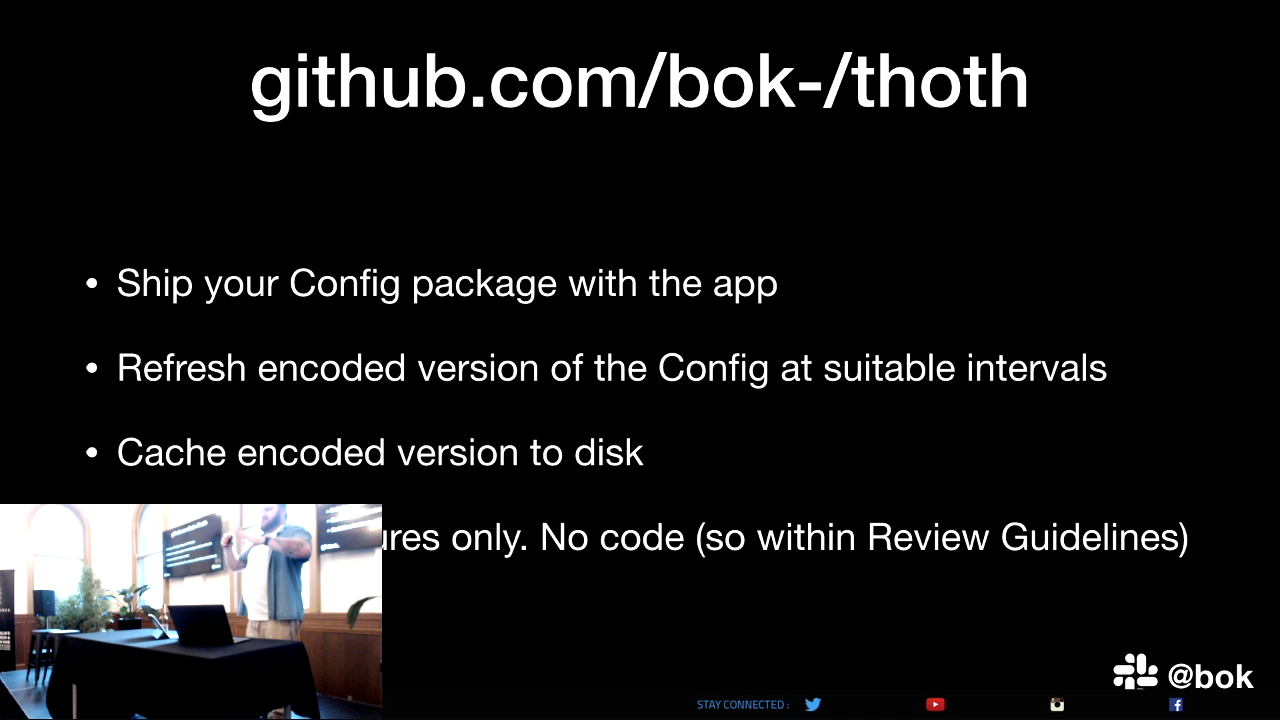 github.com/bok-/thoth
• Ship your Config package with the app
• Refresh encoded version of the Config at suitable intervals
• Cache encoded version to disk
only. No code (so within Review Guidelines)
@bok
STAY CONNECTED :